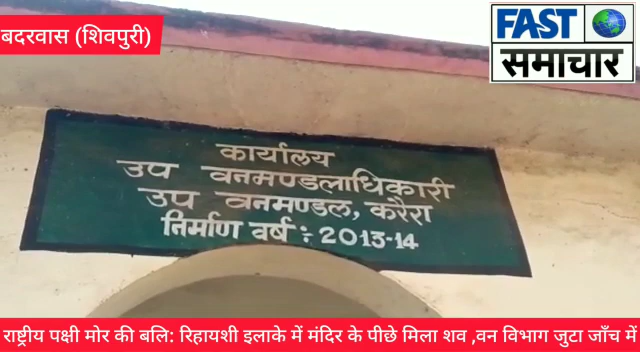 बदरवास (शिवपुरी)
FAST
समाचार
कार्यालय
उप वनमण्डलाधिकारी
उप वनमण्डल, करैरा
निर्माण वर्ष : 2013-14
राष्ट्रीय पक्षी मोर की बलि: रिहायशी इलाके में मंदिर के पीछे मिला शव ,वन विभाग जुटा जाँच में